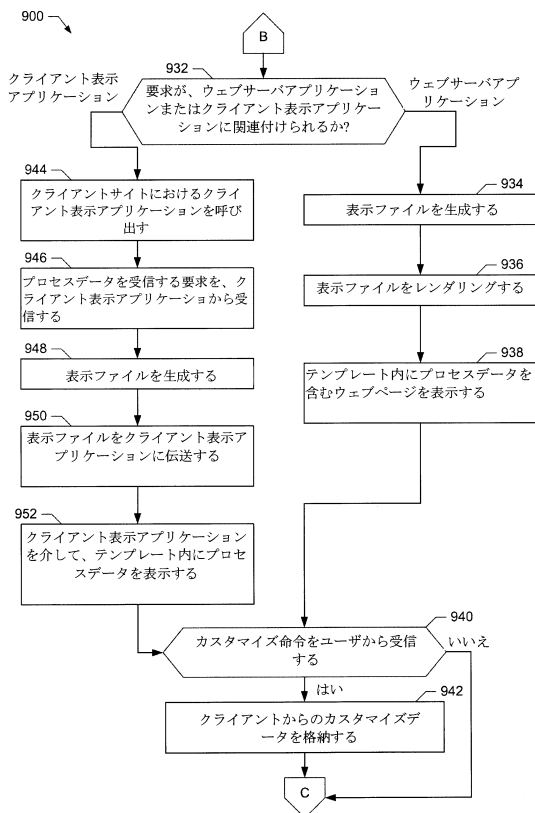 900
B
932
要求が、ウェブサーバアプリケーショ
ンまたはクライアント表示アプリケー
ションに関連付けられるか?
クライアント表示
アプリケーション
ウェブサーバアプ
リケーション
944
クライアントサイトにおけるクライ
アント表示アプリケーションを呼び
出す
946
プロセスデータを受信する要求を、ク
ライアント表示アプリケーショから受
信する
948
表示ファイルを生成する
950
表示ファイルをクライアント表示ア
プリケーションに伝送する
952
クライアント表示アプリケーション
を介して、テンプレート内にプロセ
スデータを表示する
934
表示ファイルを生成する
936
表示ファイルをレンダリングする
938
テンプレート内にプロセスデータを
含むウェブページを表示する
940
カスタマイズ命令をユーザから受信
する
いいえ
はい
942
クライアントからのカスタマイズデ
ータを格納する
C